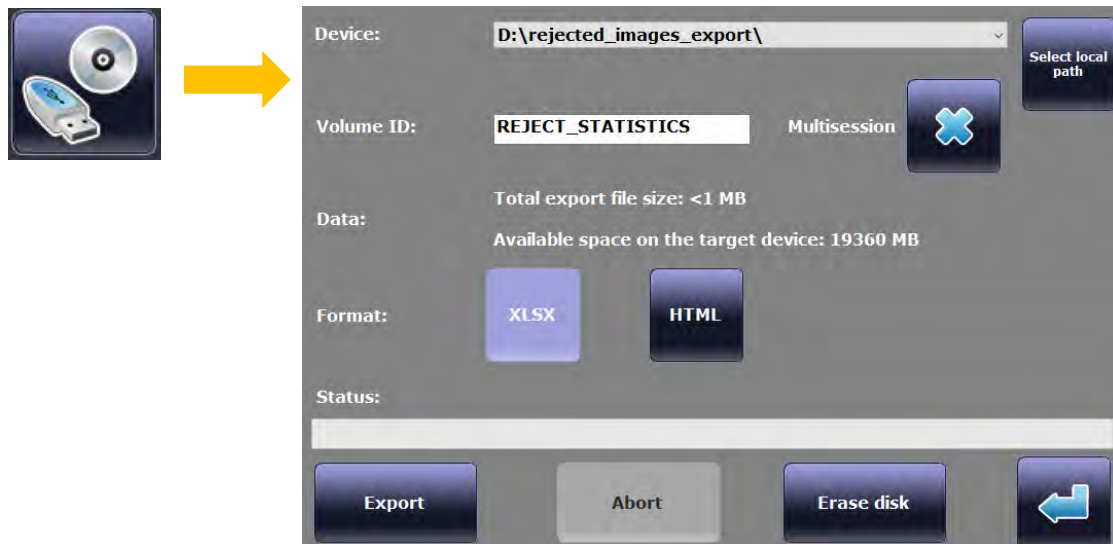 Device:
D:\rejected_images_export\
Select local
path
Volume ID:
REJECT_STATISTICS
Multisession
Data:
Total export file size: <1 MB
Available space on the target device: 19360 MB
Format:
XLSX
HTML
Status:
Export
Abort
Erase disk